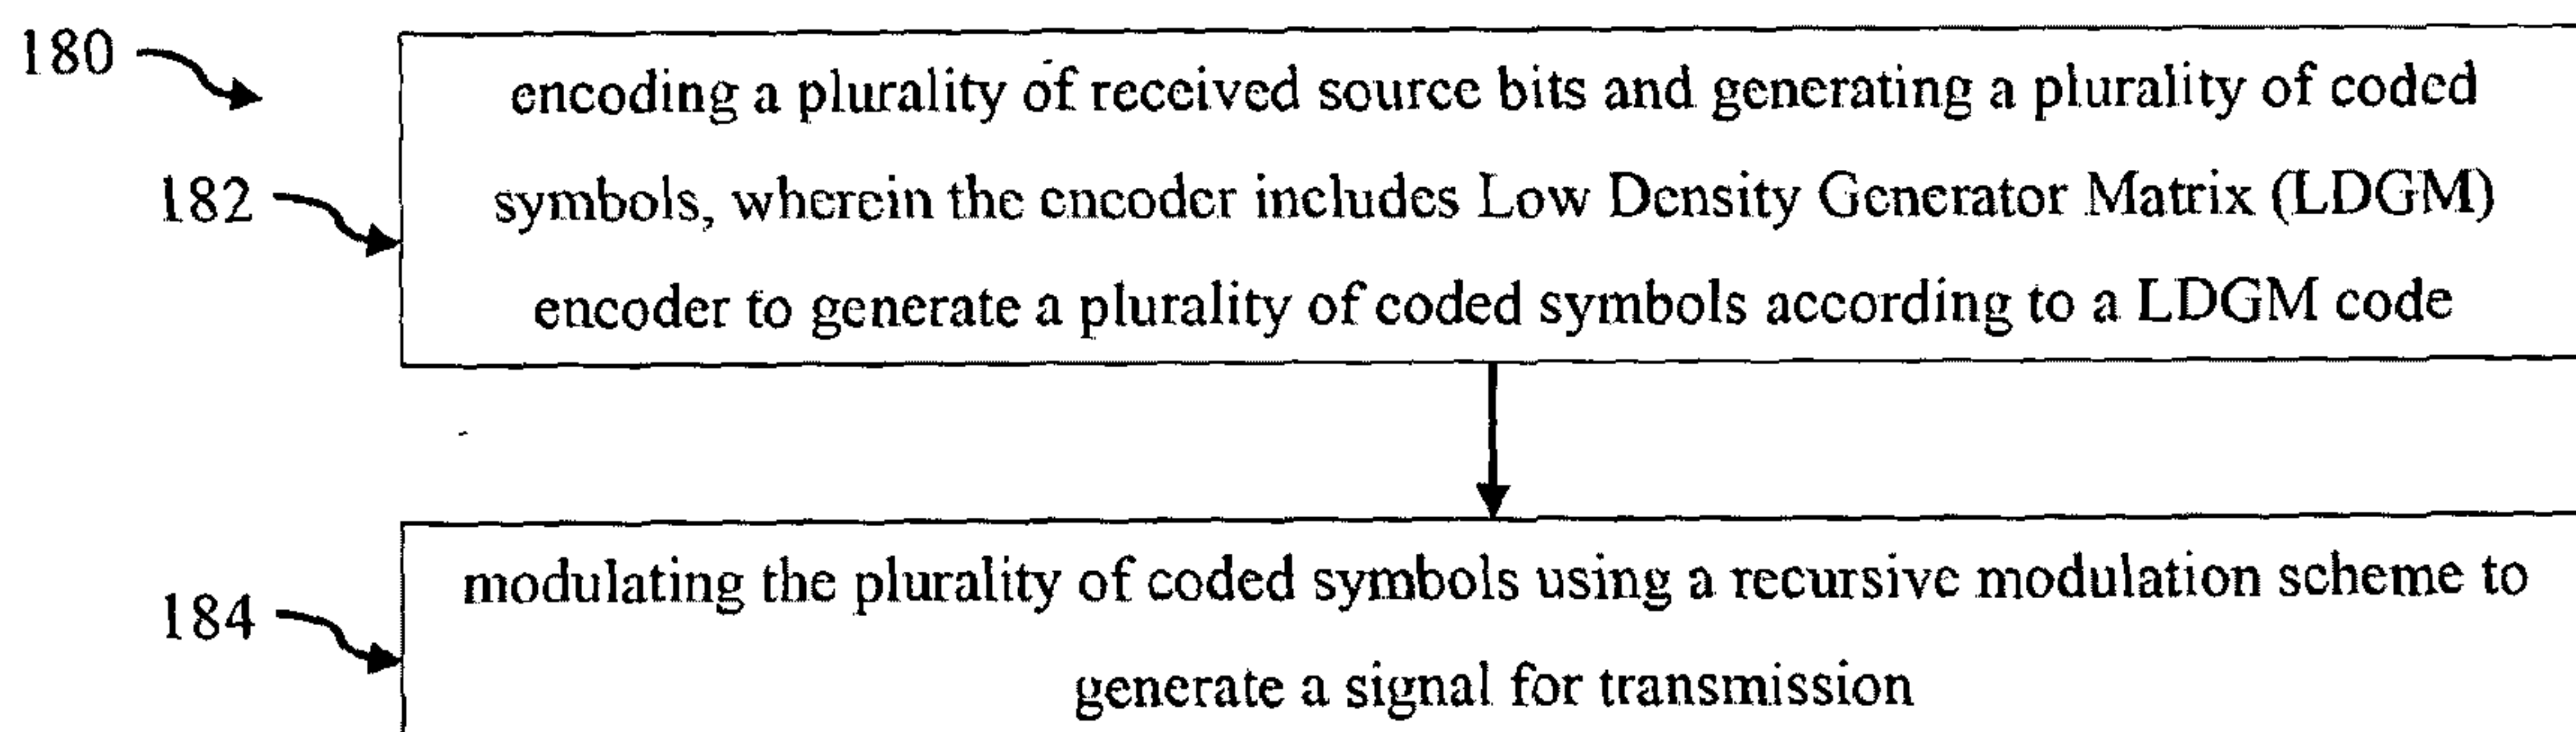 180
encoding a plurality of received source bits and generating a plurality of coded
182
symbols, wherein the encoder includes Low Density Generator Matrix (LDGM)
encoder to generate a plurality of coded symbols according to a LDGM code
184
modulating the plurality of coded symbols using a recursive modulation scheme to
generate a signal for transmission